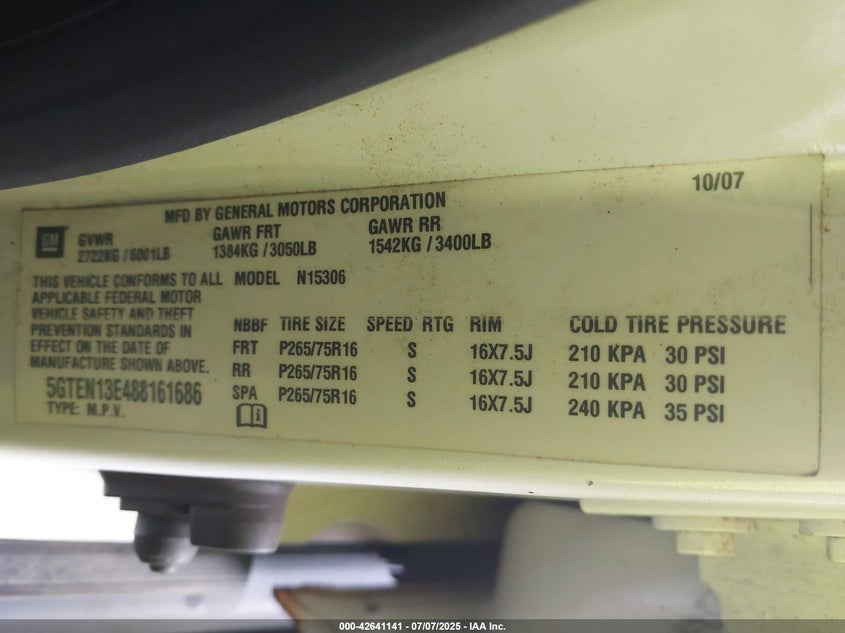 10/07
MFD BY GENERAL MOTORS CORPORATION
GM
GVWR GAWR FRT GAWR RR
2722KG / 6001LB 1384KG / 3050LB 1542KG / 3400LB
THIS VEHICLE CONFORMS TO ALL
APPLICABLE FEDERAL MOTOR
VEHICLE SAFETY AND THEFT
PREVENTION STANDARDS IN
EFFECT ON THE DATE OF
MANUFACTURE SHOWN ABOVE.
5GTEN13E488161686
TYPE: M.P.V.
MODEL N15306
NBBF TIRE SIZE SPEED RTG RIM COLD TIRE PRESSURE
FRT P265/75R16 S 16X7.5J 210 KPA 30 PSI
RR P265/75R16 S 16X7.5J 210 KPA 30 PSI
SPA P265/75R16 S 16X7.5J 240 KPA 35 PSI
000-42641141 - 07/07/2025 - IAA Inc.